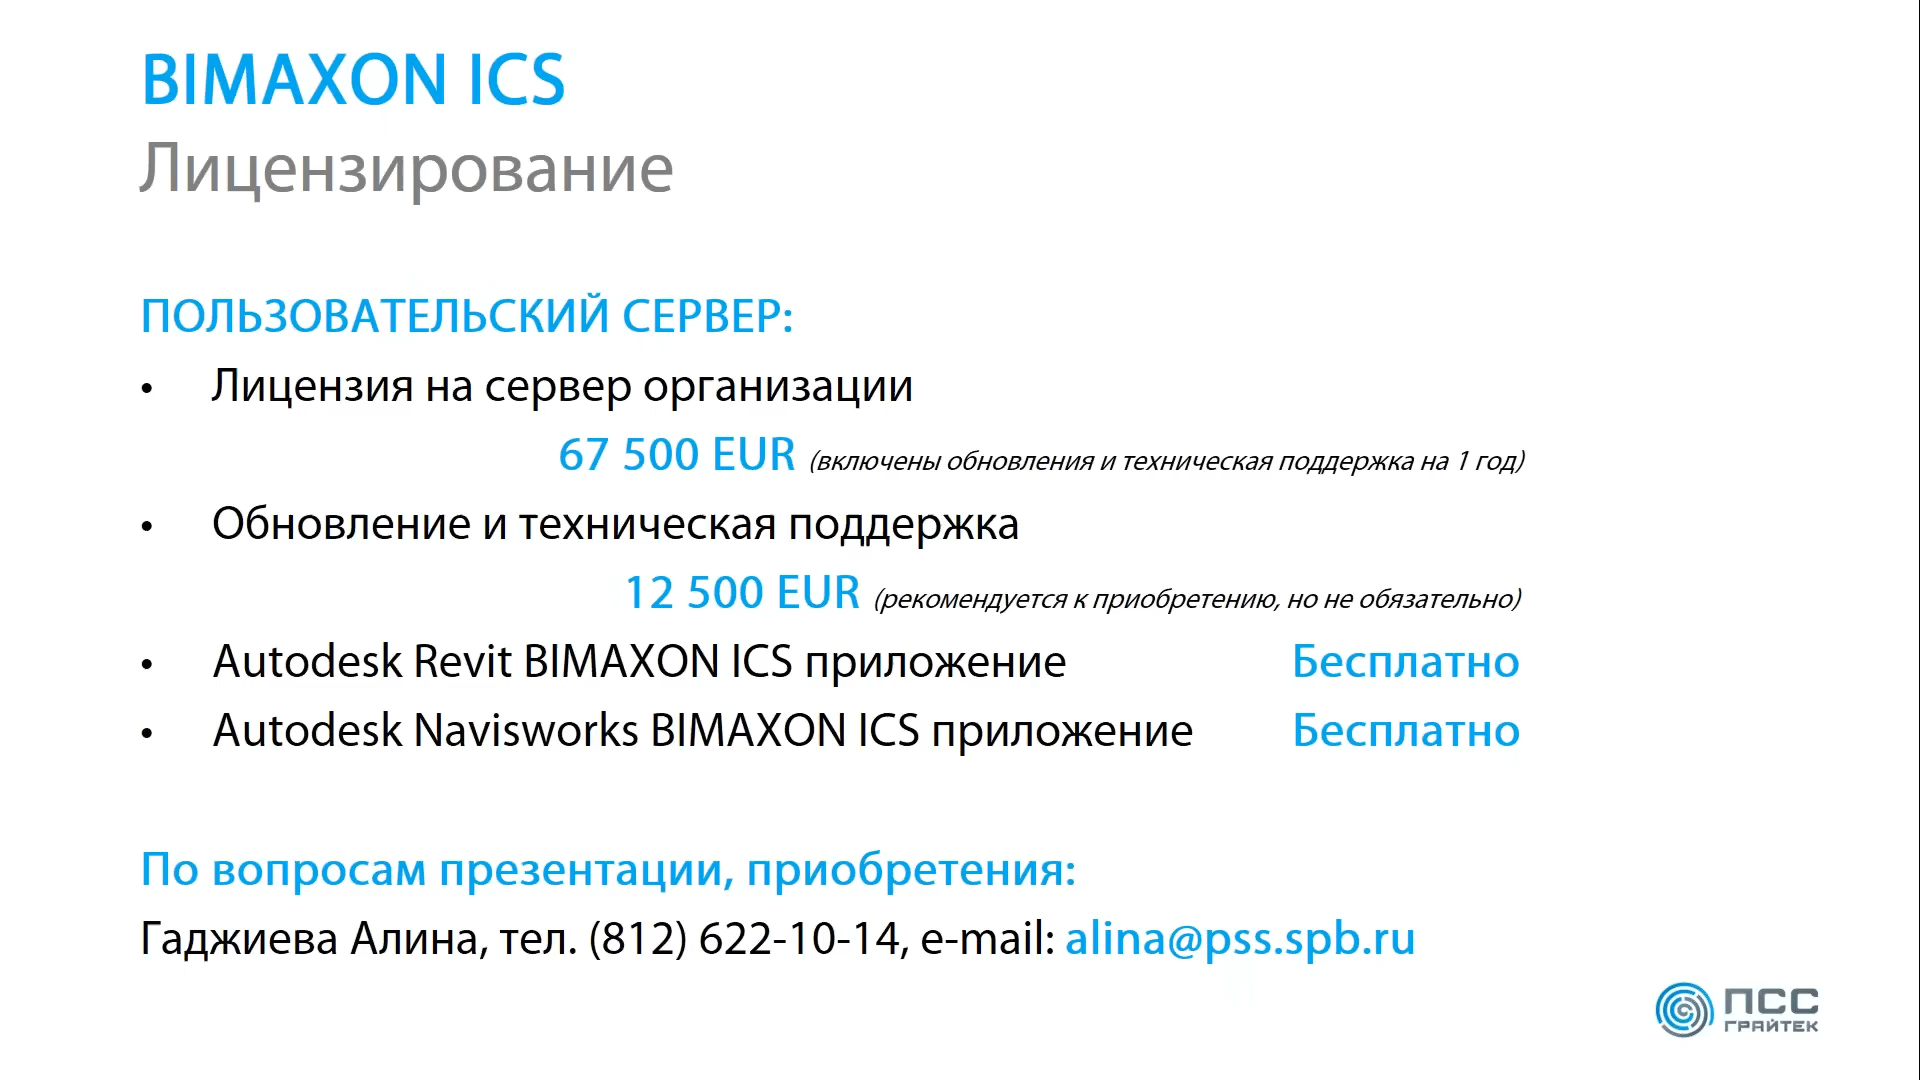 BIMAXON ICS
Лицензирование
ПОЛЬЗОВАТЕЛЬСКИЙ СЕРВЕР:
• Лицензия на сервер организации
67 500 EUR (включены обновления и техническая поддержка на 1 год)
• Обновление и техническая поддержка
12 500 EUR (рекомендуется к приобретению, но не обязательно)
• Autodesk Revit BIMAXON ICS приложение Бесплатно
• Autodesk Navisworks BIMAXON ICS приложение Бесплатно
По вопросам презентации, приобретения:
Гаджиева Алина, тел. (812) 622-10-14, e-mail: alina@pss.spb.ru
ПСС
ГРАЙТЕК